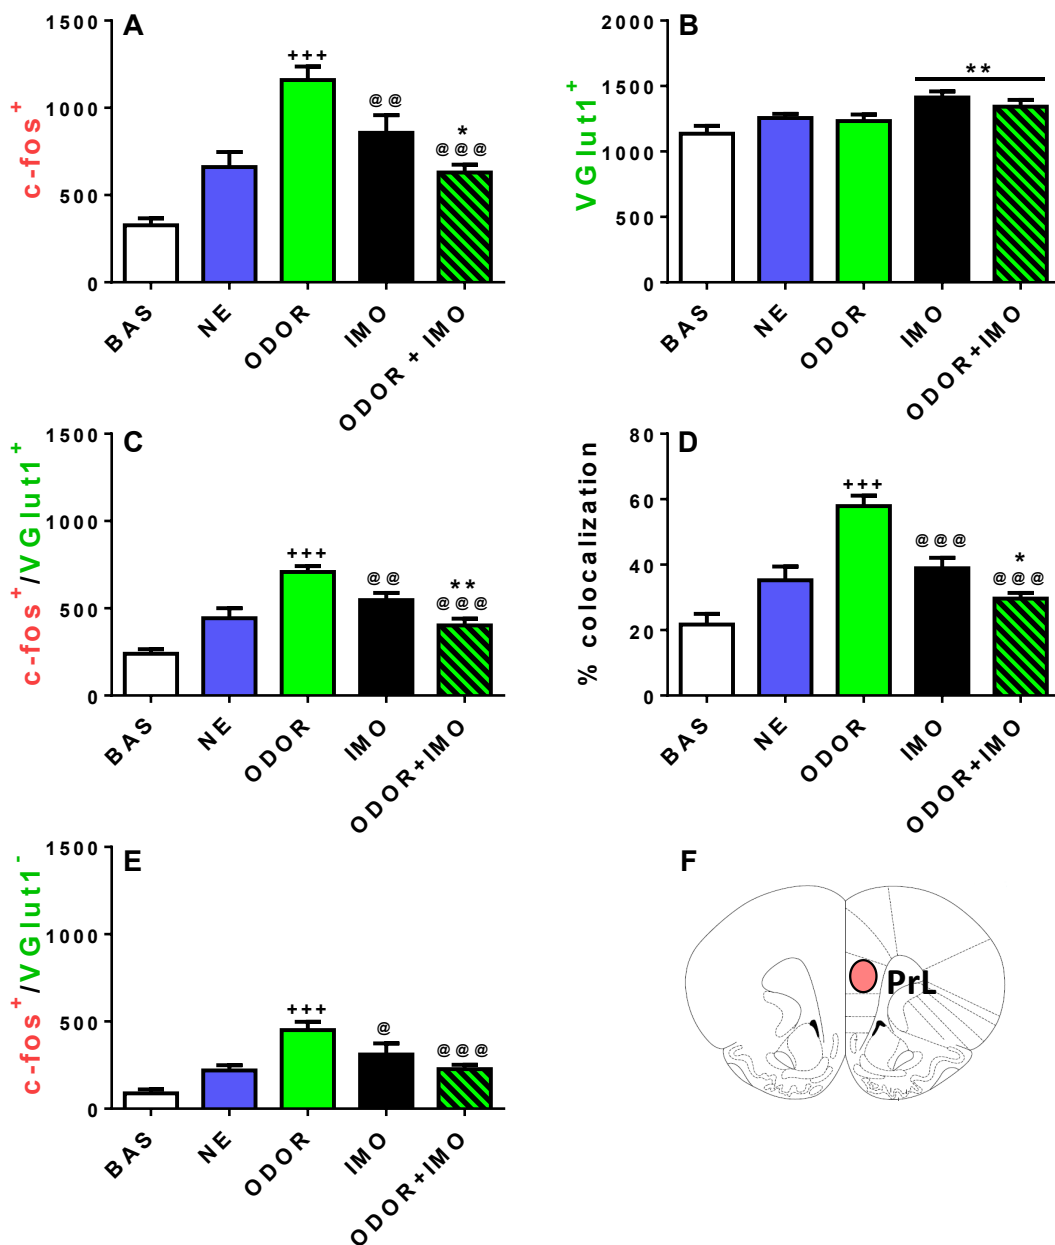 A
c-fos⁺
1500
1000
500
0
+++
@@
*
@@@
BAS
NE
ODOR
IMO
ODOR + IMO
B
VGlut1⁺
2000
1500
1000
500
0
**
BAS
NE
ODOR
IMO
ODOR+IMO
C
c-fos⁺/VGlut1⁺
1500
1000
500
0
+++
@@
**
@@@
BAS
NE
ODOR
IMO
ODOR+IMO
D
% colocalization
80
60
40
20
0
+++
@@@
*
@@@
BAS
NE
ODOR
IMO
ODOR+IMO
E
c-fos⁺/VGlut1⁻
1500
1000
500
0
+++
@
@@@
BAS
NE
ODOR
IMO
ODOR+IMO
F
PrL